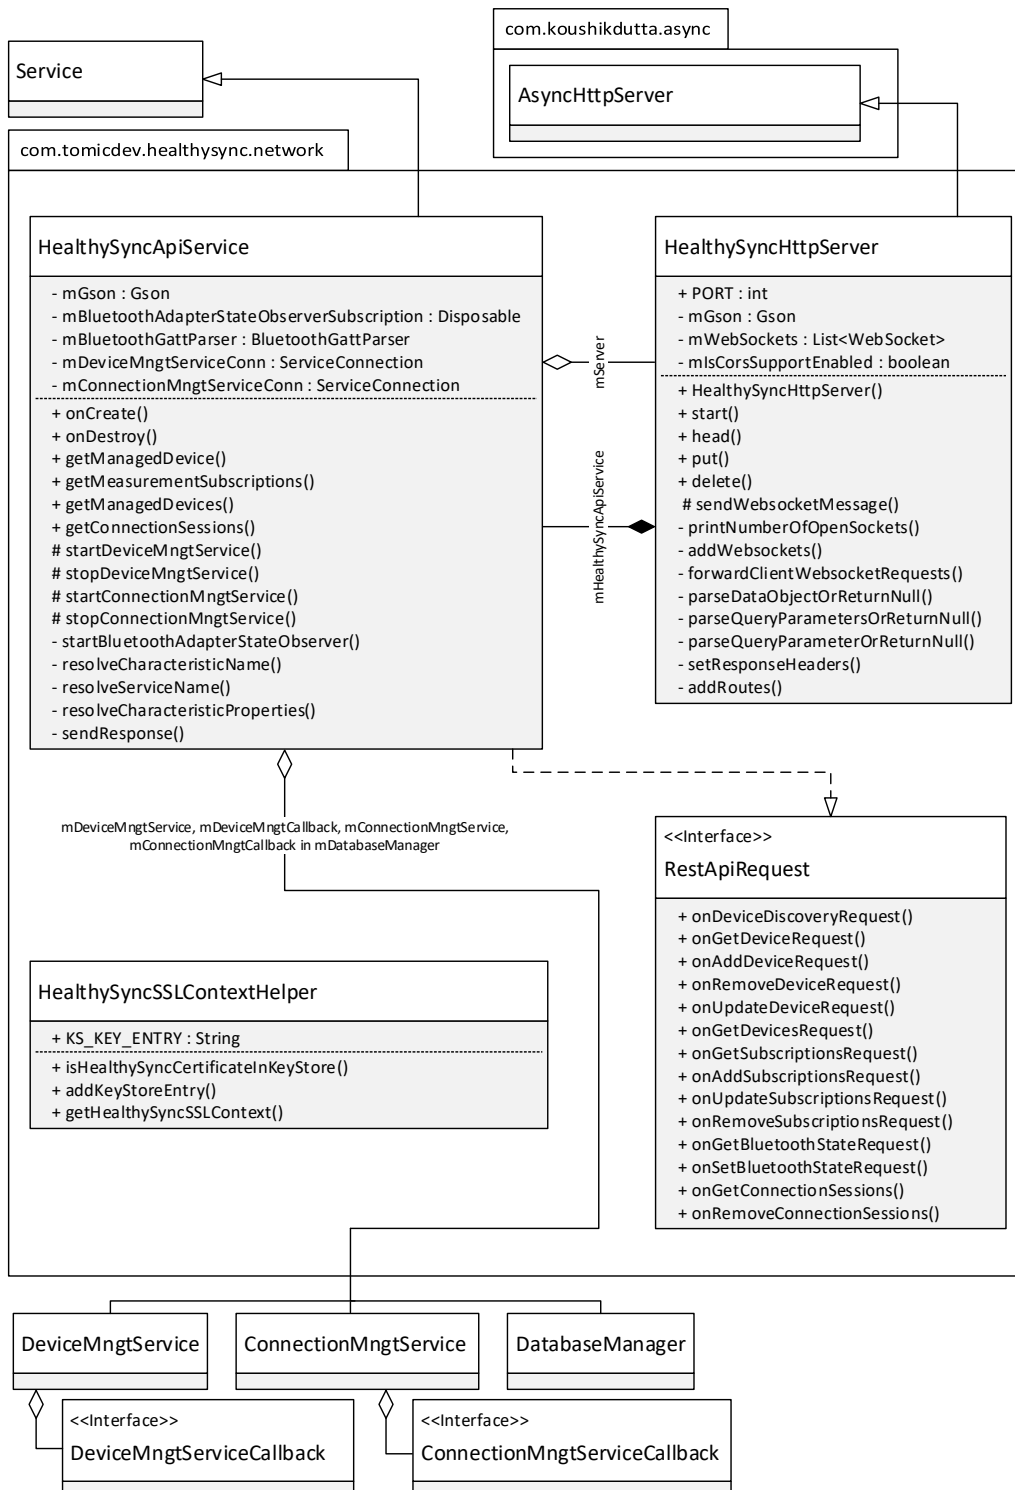 com.koushikdutta.async
Service
AsyncHttpServer
com.tomicdev.healthysync.network
HealthySyncApiService
- mGson : Gson
- mBluetoothAdapterStateObserverSubscription : Disposable
- mBluetoothGattParser : BluetoothGattParser
- mDeviceMngtServiceConn : ServiceConnection
- mConnectionMngtServiceConn : ServiceConnection
+ onCreate()
+ onDestroy()
+ getManagedDevice()
+ getMeasurementSubscriptions()
+ getManagedDevices()
+ getConnectionSessions()
# startDeviceMngtService()
# stopDeviceMngtService()
# startConnectionMngtService()
# stopConnectionMngtService()
- startBluetoothAdapterStateObserver()
- resolveCharacteristicName()
- resolveServiceName()
- resolveCharacteristicProperties()
- sendResponse()
mServer
mHealthySyncApiService
HealthySyncHttpServer
+ PORT : int
- mGson : Gson
- mWebSockets : List<WebSocket>
- mIsCorsSupportEnabled : boolean
+ HealthySyncHttpServer()
+ start()
+ head()
+ put()
+ delete()
# sendWebsocketMessage()
- printNumberOfOpenSockets()
- addWebsockets()
- forwardClientWebsocketRequests()
- parseDataObjectOrReturnNull()
- parseQueryParametersOrReturnNull()
- parseQueryParameterOrReturnNull()
- setResponseHeaders()
- addRoutes()
mDeviceMngtService, mDeviceMngtCallback, mConnectionMngtService,
mConnectionMngtCallback in mDatabaseManager
<<Interface>>
RestApiRequest
+ onDeviceDiscoveryRequest()
+ onGetDeviceRequest()
+ onAddDeviceRequest()
+ onRemoveDeviceRequest()
+ onUpdateDeviceRequest()
+ onGetDevicesRequest()
+ onGetSubscriptionsRequest()
+ onAddSubscriptionsRequest()
+ onUpdateSubscriptionsRequest()
+ onRemoveSubscriptionsRequest()
+ onGetBluetoothStateRequest()
+ onSetBluetoothStateRequest()
+ onGetConnectionSessions()
+ onRemoveConnectionSessions()
HealthySyncSSLContextHelper
+ KS_KEY_ENTRY : String
+ isHealthySyncCertificateInKeyStore()
+ addKeyStoreEntry()
+ getHealthySyncSSLContext()
DeviceMngtService
ConnectionMngtService
DatabaseManager
<<Interface>>
DeviceMngtServiceCallback
<<Interface>>
ConnectionMngtServiceCallback